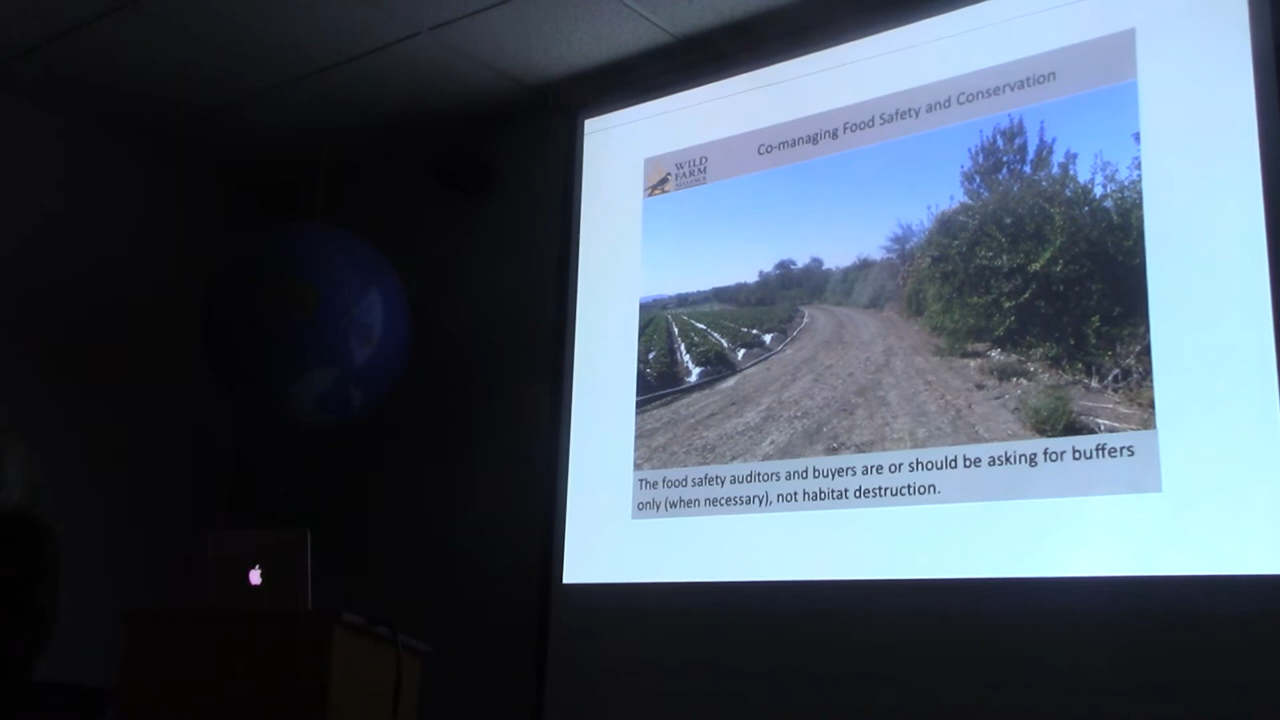 Co-managing Food Safety and Conservation
WILD
FARM
ALLIANCE
The food safety auditors and buyers are or should be asking for buffers
only (when necessary), not habitat destruction.